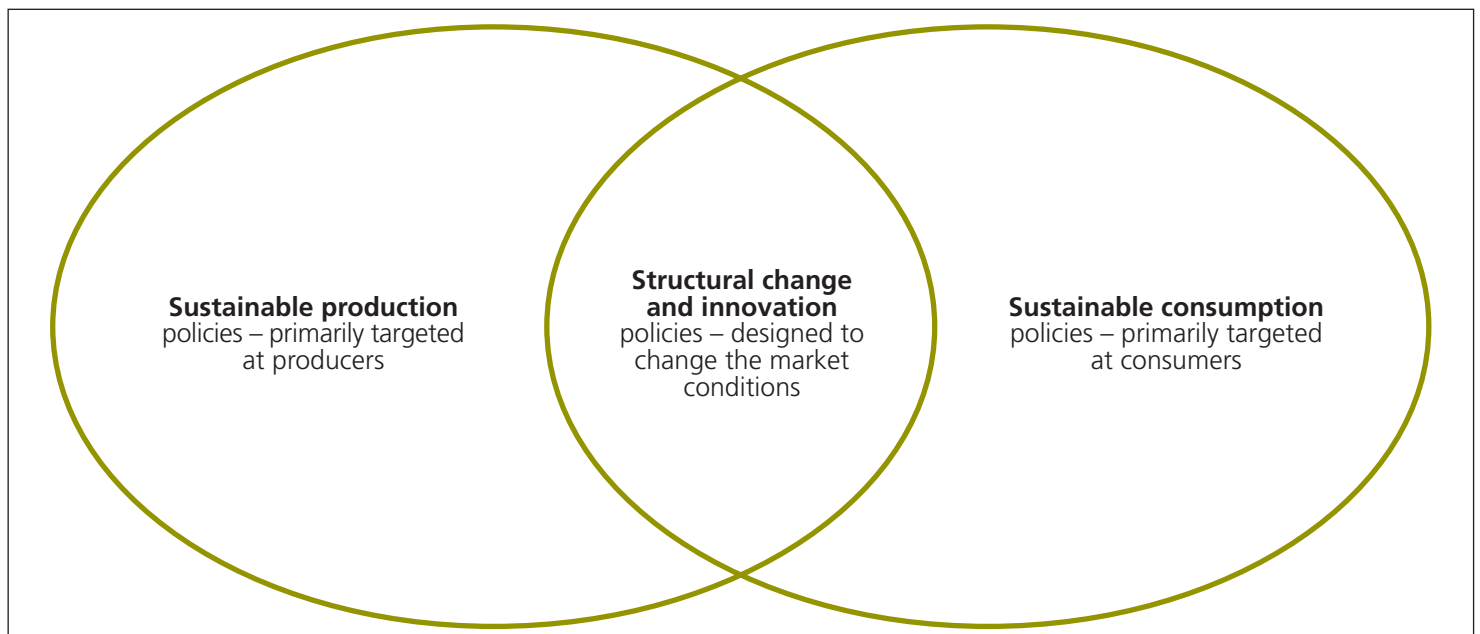 Sustainable production
policies – primarily targeted
at producers
Structural change
and innovation
policies – designed to
change the market
conditions
Sustainable consumption
policies – primarily targeted
at consumers